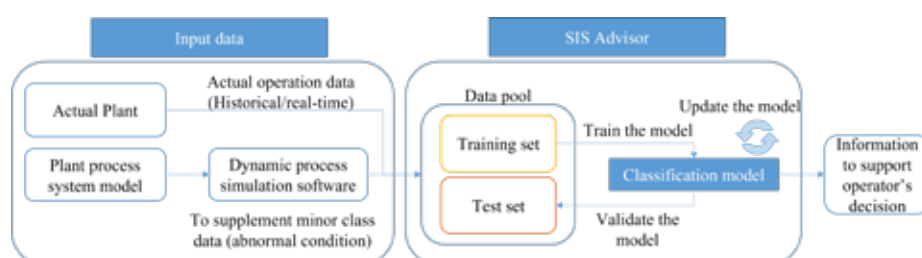 Input data
SIS Advisor
Actual operation data
(Historical/real-time)
Actual Plant
Plant process
system model
Dynamic process
simulation software
To supplement minor class
data (abnormal condition)
Data pool
Training set
Test set
Train the model
Update the model
Classification model
Validate the
model
Information
to support
operator's
decision